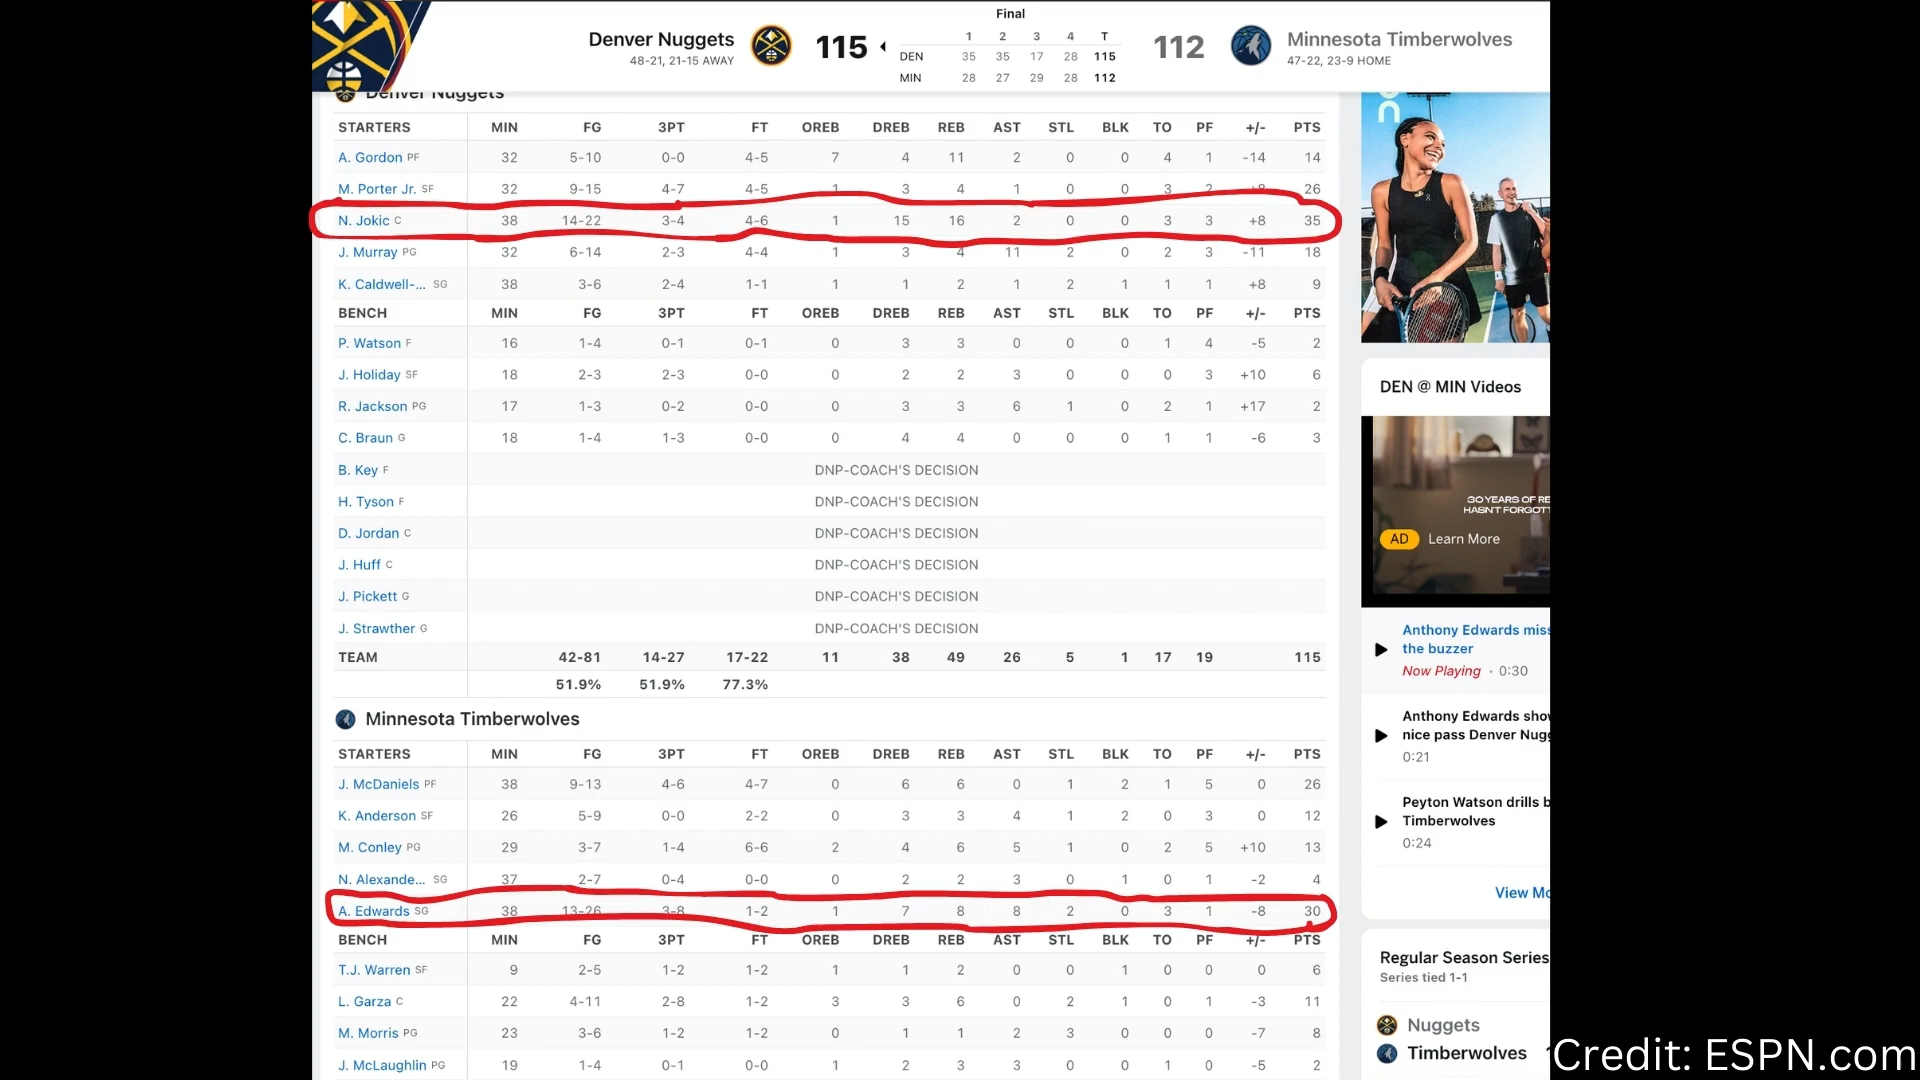 Final
Denver Nuggets 115 1 2 3 4 T 112 Minnesota Timberwolves
48-21, 21-15 AWAY DEN 35 35 17 28 115 47-22, 23-9 HOME
MIN 28 27 29 28 112
Denver Nuggets
STARTERS MIN FG 3PT FT OREB DREB REB AST STL BLK TO PF +/- PTS
A. Gordon PF 32 5-10 0-0 4-5 7 4 11 2 0 0 4 1 -14 14
M. Porter Jr. SF 32 9-15 4-7 4-5 1 3 4 1 0 0 3 2 +8 26
N. Jokic C 38 14-22 3-4 4-6 1 15 16 2 0 0 3 3 +8 35
J. Murray PG 32 6-14 2-3 4-4 1 3 4 11 2 0 2 3 -11 18
K. Caldwell-... SG 38 3-6 2-4 1-1 1 1 2 1 2 1 1 1 +8 9
BENCH MIN FG 3PT FT OREB DREB REB AST STL BLK TO PF +/- PTS
P. Watson F 16 1-4 0-1 0-1 0 3 3 0 0 0 1 4 -5 2
J. Holiday SF 18 2-3 2-3 0-0 0 2 2 3 0 0 0 3 +10 6
R. Jackson PG 17 1-3 0-2 0-0 0 3 3 6 1 0 2 1 +17 2
C. Braun G 18 1-4 1-3 0-0 0 4 4 0 0 0 1 1 -6 3
B. Key F DNP-COACH'S DECISION
H. Tyson F DNP-COACH'S DECISION
D. Jordan C DNP-COACH'S DECISION
J. Huff C DNP-COACH'S DECISION
J. Pickett G DNP-COACH'S DECISION
J. Strawther G DNP-COACH'S DECISION
TEAM 42-81 14-27 17-22 11 38 49 26 5 1 17 19 115
51.9% 51.9% 77.3%
Minnesota Timberwolves
STARTERS MIN FG 3PT FT OREB DREB REB AST STL BLK TO PF +/- PTS
J. McDaniels PF 38 9-13 4-6 4-7 0 6 6 0 1 2 1 5 0 26
K. Anderson SF 26 5-9 0-0 2-2 0 3 3 4 1 2 0 3 0 12
M. Conley PG 29 3-7 1-4 6-6 2 4 6 5 1 0 2 5 +10 13
N. Alexande... SG 37 2-7 0-4 0-0 0 2 2 3 0 1 0 1 -2 4
A. Edwards SG 38 13-26 3-8 1-2 1 7 8 8 2 0 3 1 -8 30
BENCH MIN FG 3PT FT OREB DREB REB AST STL BLK TO PF +/- PTS
T.J. Warren SF 9 2-5 1-2 1-2 1 1 2 0 0 1 0 0 0 6
L. Garza C 22 4-11 2-8 1-2 3 3 6 0 2 1 0 1 -3 11
M. Morris PG 23 3-6 1-2 1-2 0 1 1 2 3 0 0 0 -7 8
J. McLaughlin PG 19 1-4 0-1 0-0 1 2 3 3 0 0 1 0 -5 2
on
DEN @ MIN Videos
30 YEARS OF RE
HASN'T FORGOTT
AD Learn More
Anthony Edwards miss
the buzzer
Now Playing · 0:30
Anthony Edwards show
nice pass Denver Nugg
0:21
Peyton Watson drills b
Timberwolves
0:24
View Mo
Regular Season Series
Series tied 1-1
Nuggets
Timberwolves
Credit: ESPN.com